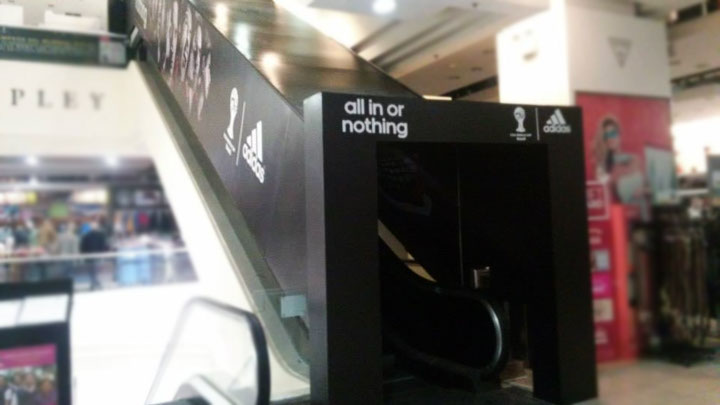 PLEY
adidas
all in or
nothing
adidas